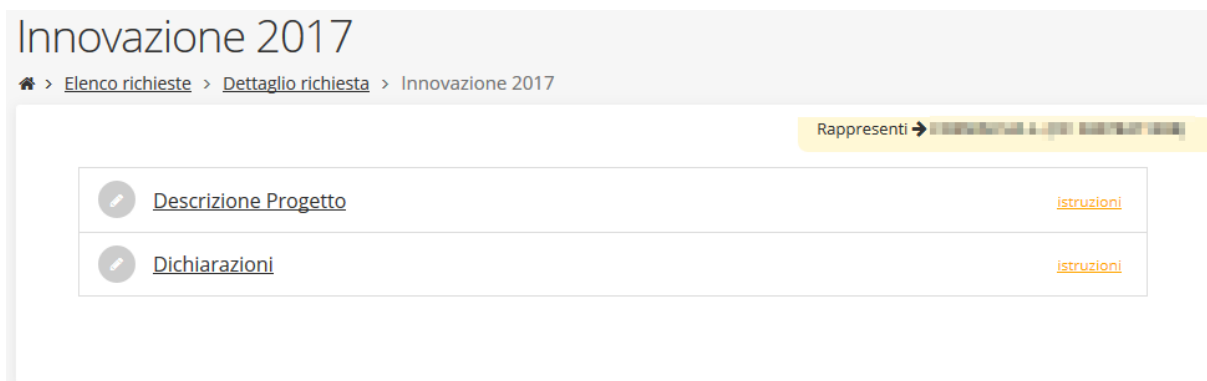 Innovazione 2017
> Elenco richieste > Dettaglio richiesta > Innovazione 2017
Rappresenti
Descrizione Progetto istruzioni
Dichiarazioni istruzioni